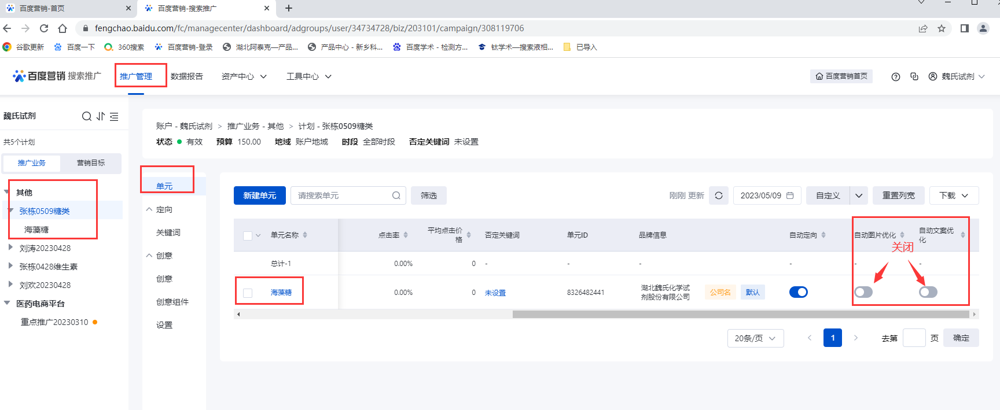 百度营销-首页
百度营销-搜索推广
fengchao.baidu.com/fc/managecenter/dashboard/adgroups/user/34734728/biz/203101/campaign/308119706
谷歌更新 百度一下 360搜索 百度营销-登录 湖北阿泰克—产品... 产品中心 - 新乡科... 百度学术 - 检测方... 钛学术—搜索液相... 已导入
百度营销 搜索推广 推广管理 数据报告 资产中心 工具中心 百度营销首页 魏氏试剂
魏氏试剂
共5个计划
推广业务 营销目标
其他
张栋0509糖类
海藻糖
刘涛20230428
张栋0428维生素
刘欢20230428
医药电商平台
重点推广20230310
账户 - 魏氏试剂 > 推广业务 - 其他 > 计划 - 张栋0509糖类
状态 有效 预算 150.00 地域 账户地域 时段 全部时段 否定关键词 未设置
单元
定向
关键词
创意
创意
创意组件
设置
新建单元 请搜索单元 筛选 刚刚 更新 2023/05/09 自定义 重置列宽 下载
单元名称 点击率 平均点击价格 否定关键词 单元ID 品牌信息 自动定向 自动图片优化 自动文案优化
关闭
总计-1 0.00% 0 - - - - - -
海藻糖 0.00% 0 未设置 8326482441 湖北魏氏化学试剂股份有限公司 公司名 默认
20条/页 < 1 > 去第 页 确定